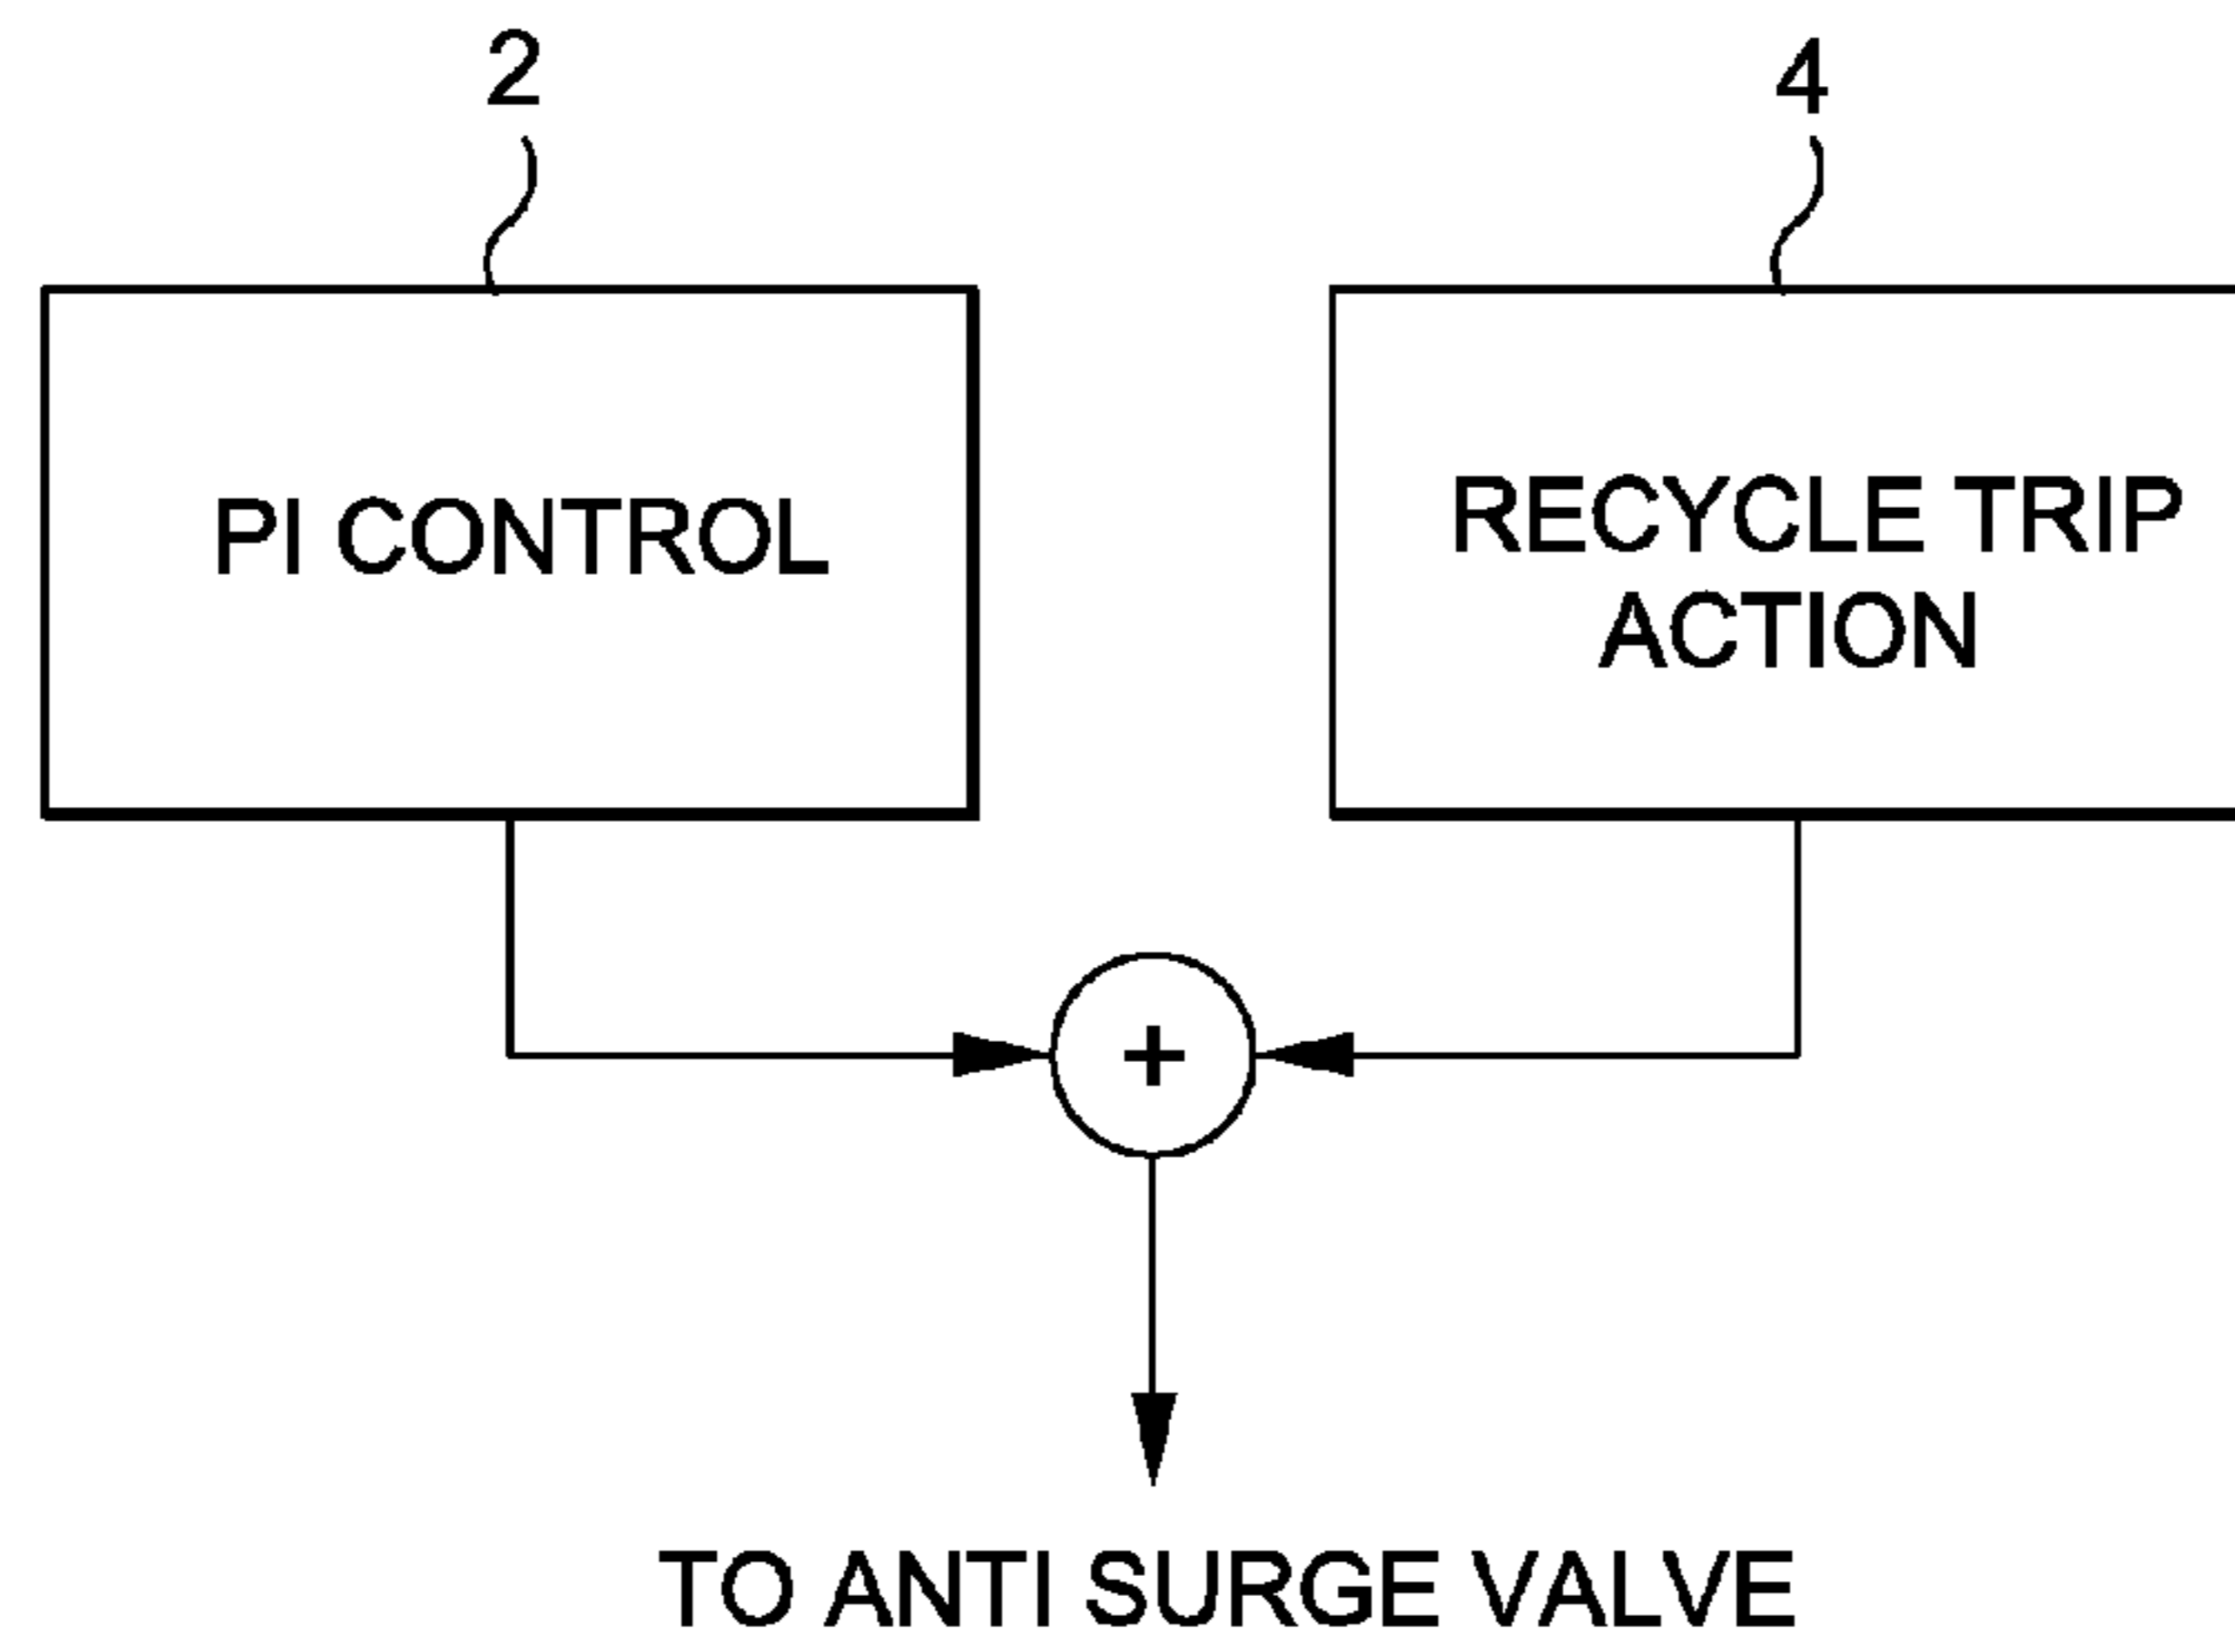 2
4
PI CONTROL
RECYCLE TRIP
ACTION
+
TO ANTI SURGE VALVE